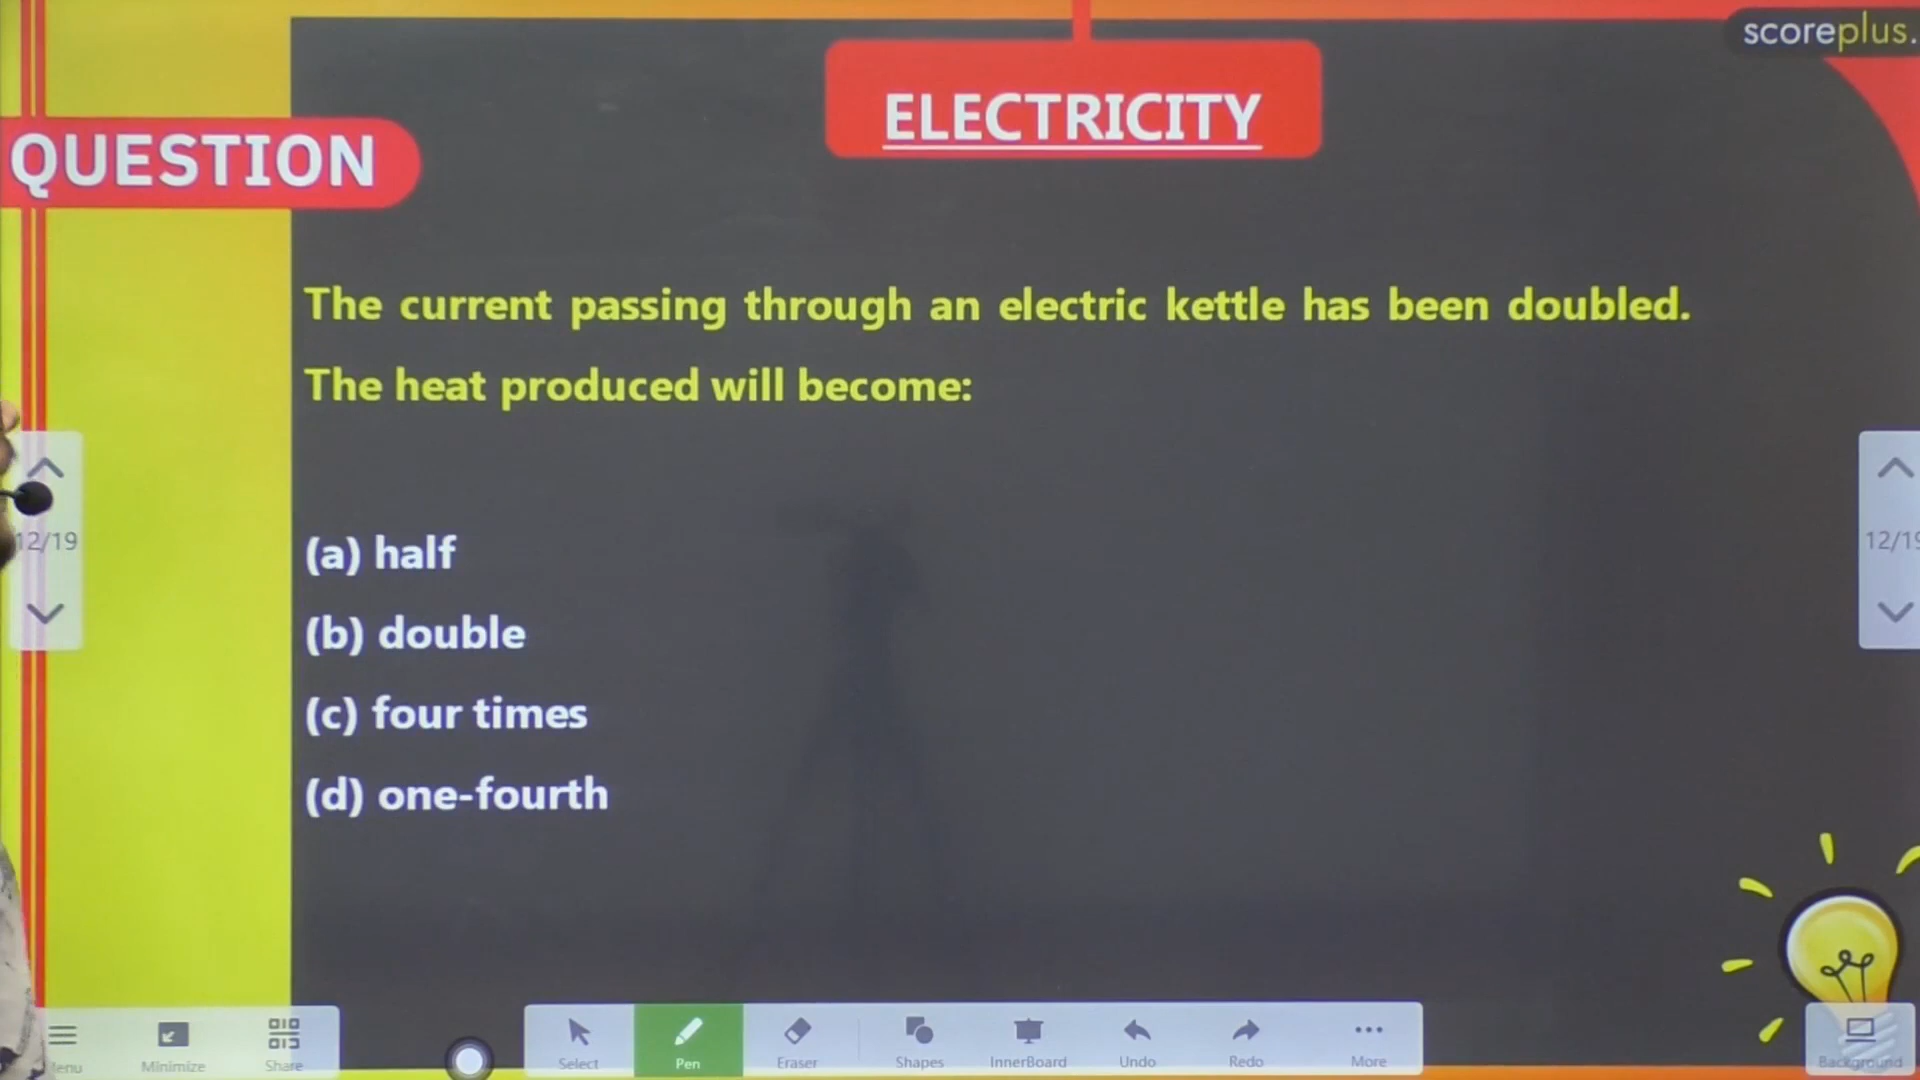 scoreplus.
ELECTRICITY
QUESTION
The current passing through an electric kettle has been doubled.
The heat produced will become:
(a) half
(b) double
(c) four times
(d) one-fourth
12/19
12/19
Menu
Minimize
Share
Select
Pen
Eraser
Shapes
InnerBoard
Undo
Redo
More
Background